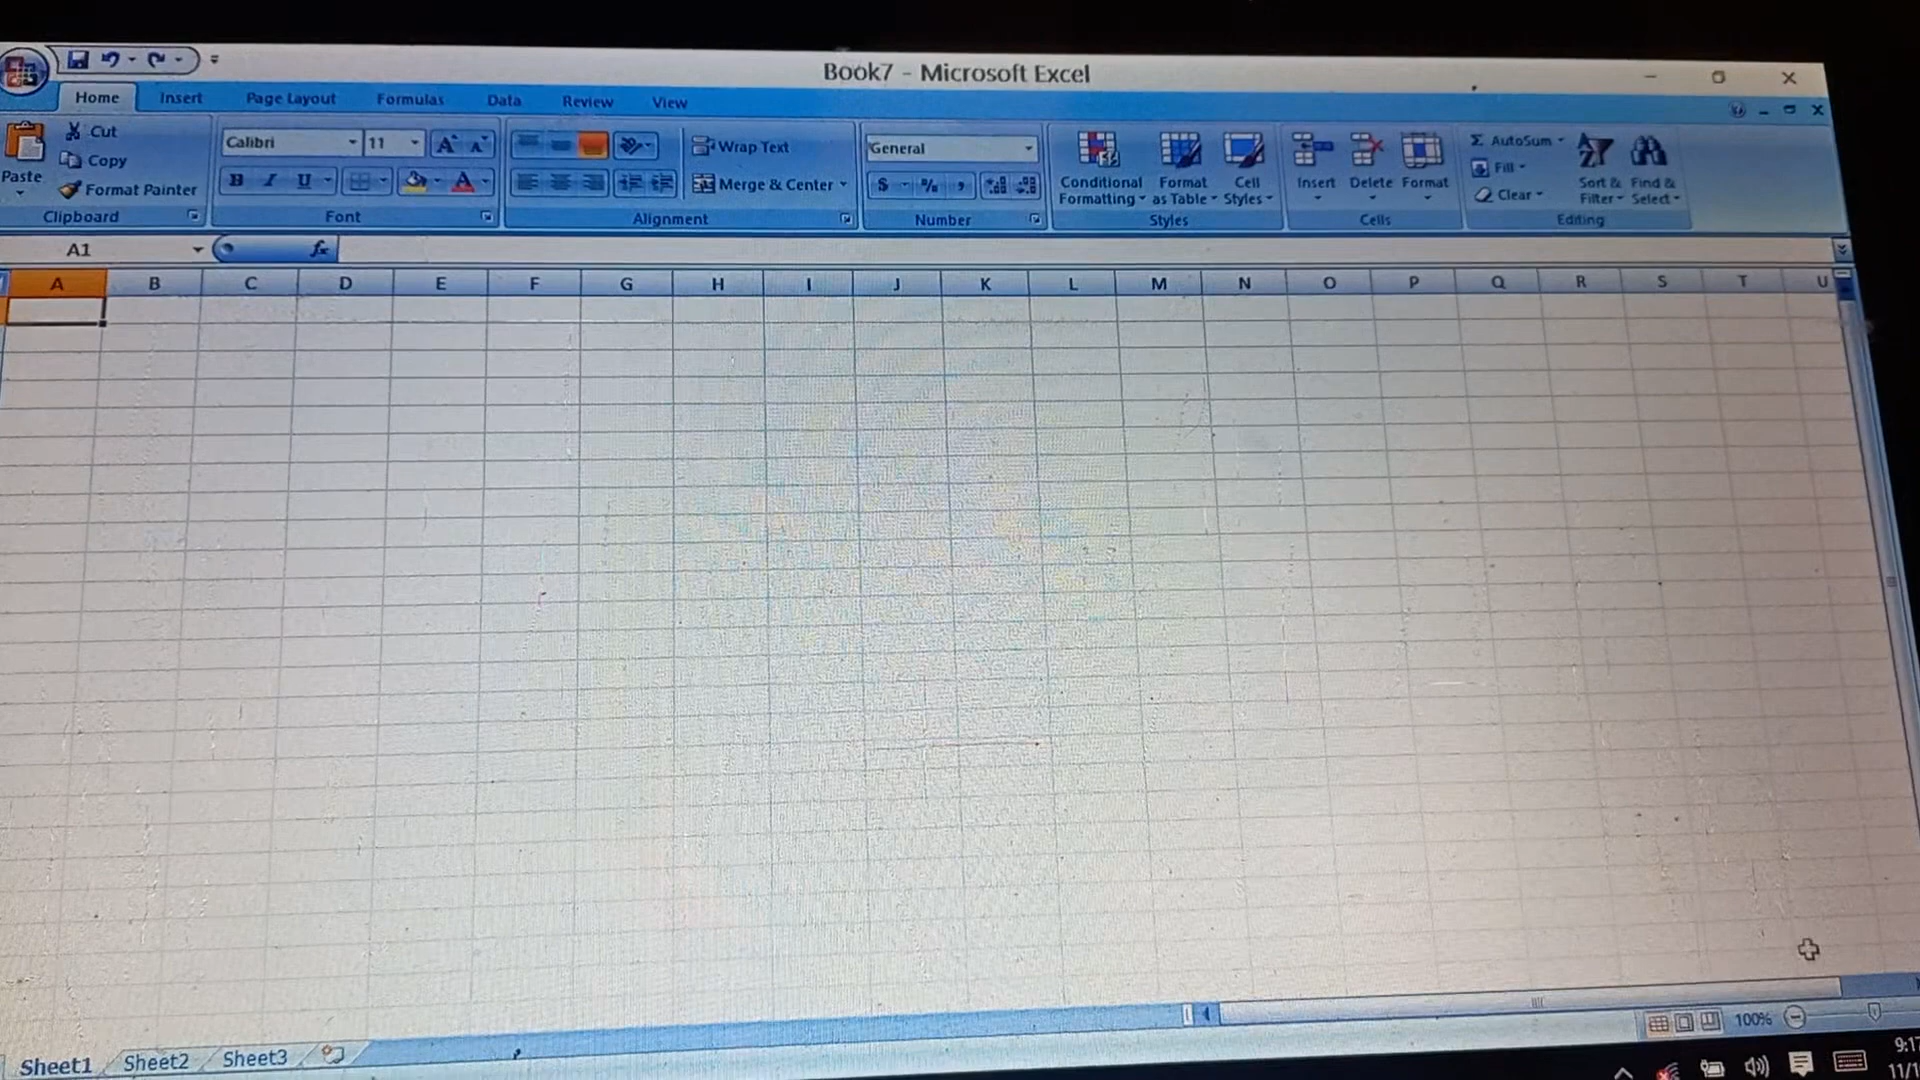 Book7 - Microsoft Excel
Home Insert Page Layout Formulas Data Review View
Paste
Cut
Copy
Format Painter
Clipboard
Calibri 11
B I U
Font
Wrap Text
Merge & Center
Alignment
General
$ % ,
Number
Conditional Formatting
Format as Table
Cell Styles
Styles
Insert Delete Format
Cells
Σ AutoSum
Fill
Clear
Sort & Filter
Find & Select
Editing
A1 fx
A B C D E F G H I J K L M N O P Q R S T U
100%
Sheet1 Sheet2 Sheet3